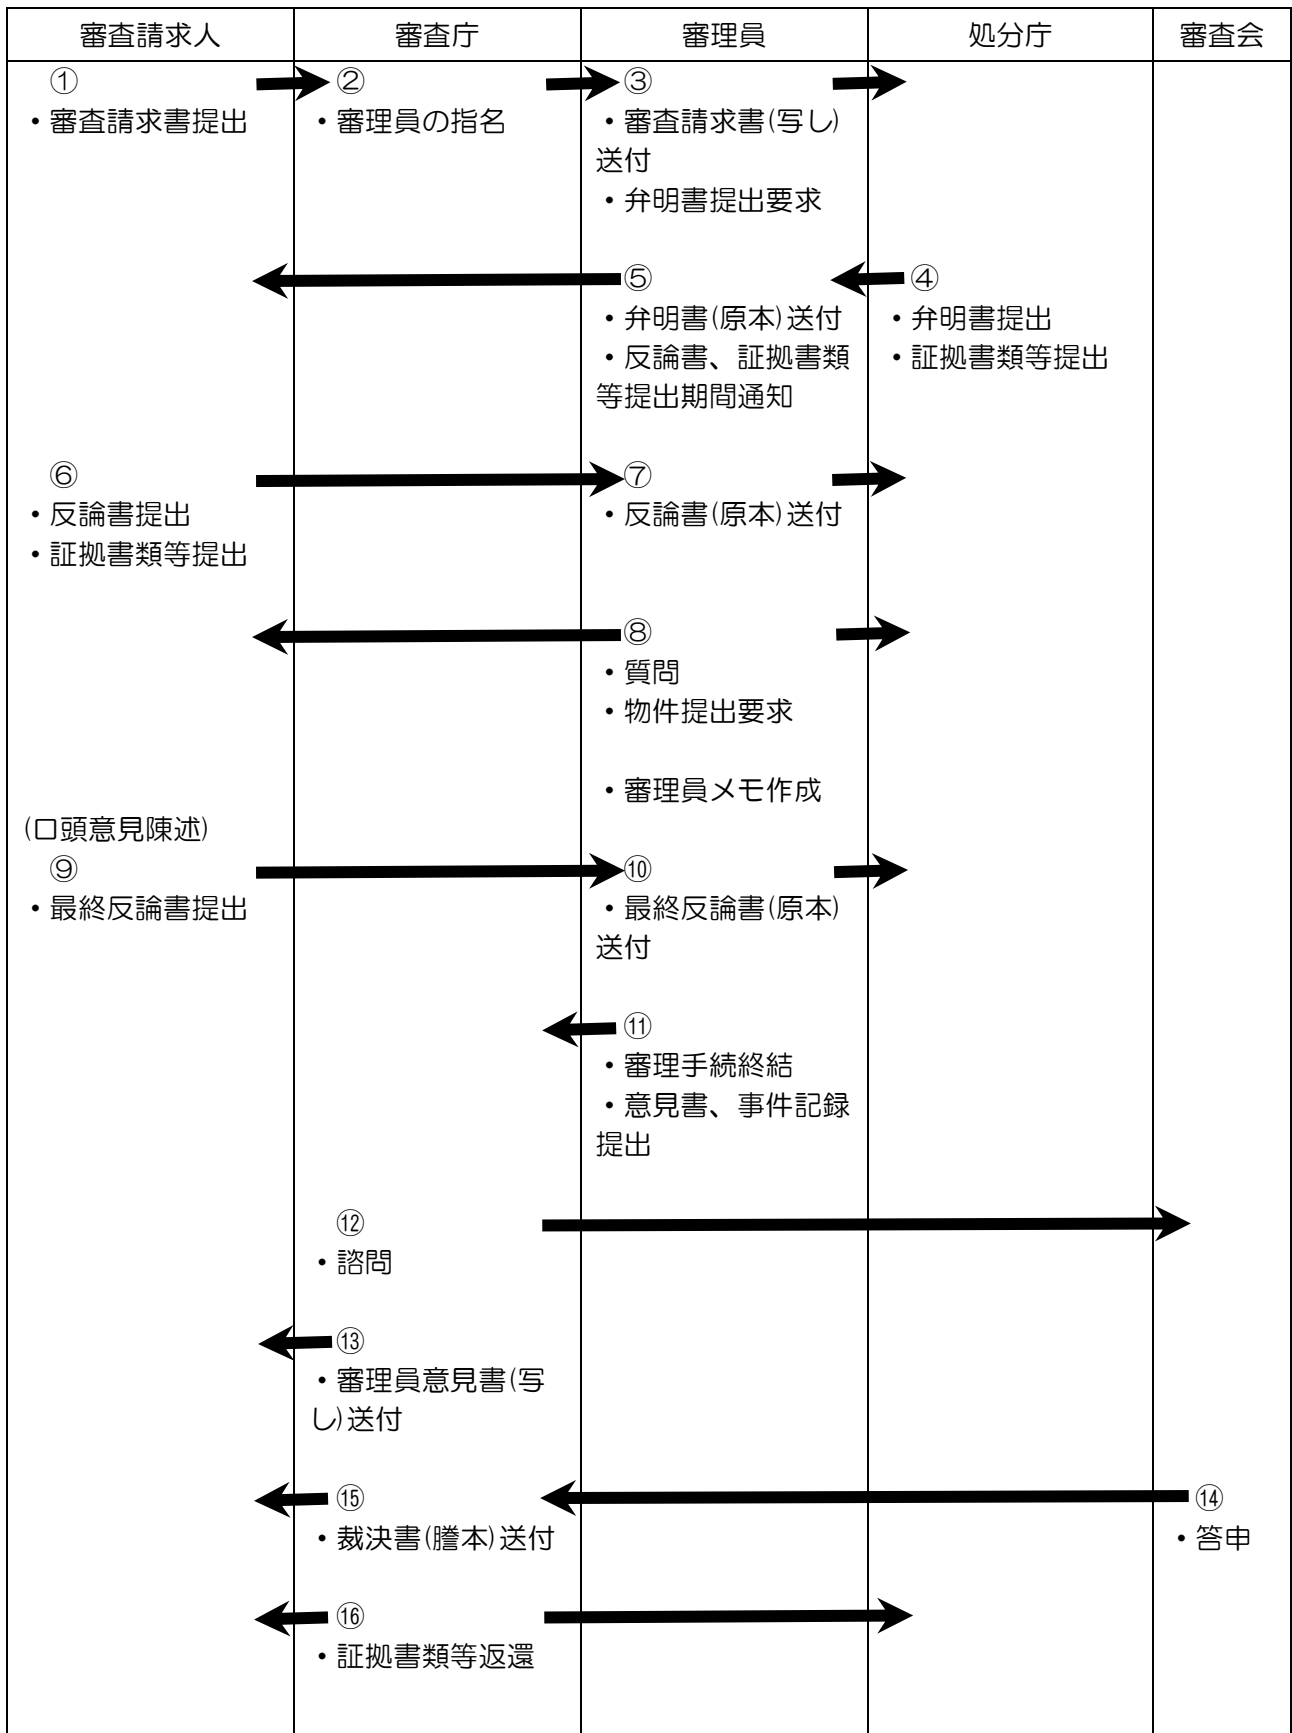 審査請求人 審査庁 審理員 処分庁 審査会
① ② ③
・審査請求書提出 ・審理員の指名 ・審査請求書(写し)
送付
・弁明書提出要求
⑤ ④
・弁明書(原本)送付 ・弁明書提出
・反論書、証拠書類 ・証拠書類等提出
等提出期間通知
⑥ ⑦
・反論書提出 ・反論書(原本)送付
・証拠書類等提出
⑧
・質問
・物件提出要求
・審理員メモ作成
(口頭意見陳述)
⑨ ⑩
・最終反論書提出 ・最終反論書(原本)
送付
⑪
・審理手続終結
・意見書、事件記録
提出
⑫
・諮問
⑬
・審理員意見書(写
し)送付
⑮ ⑭
・裁決書(謄本)送付 ・答申
⑯
・証拠書類等返還